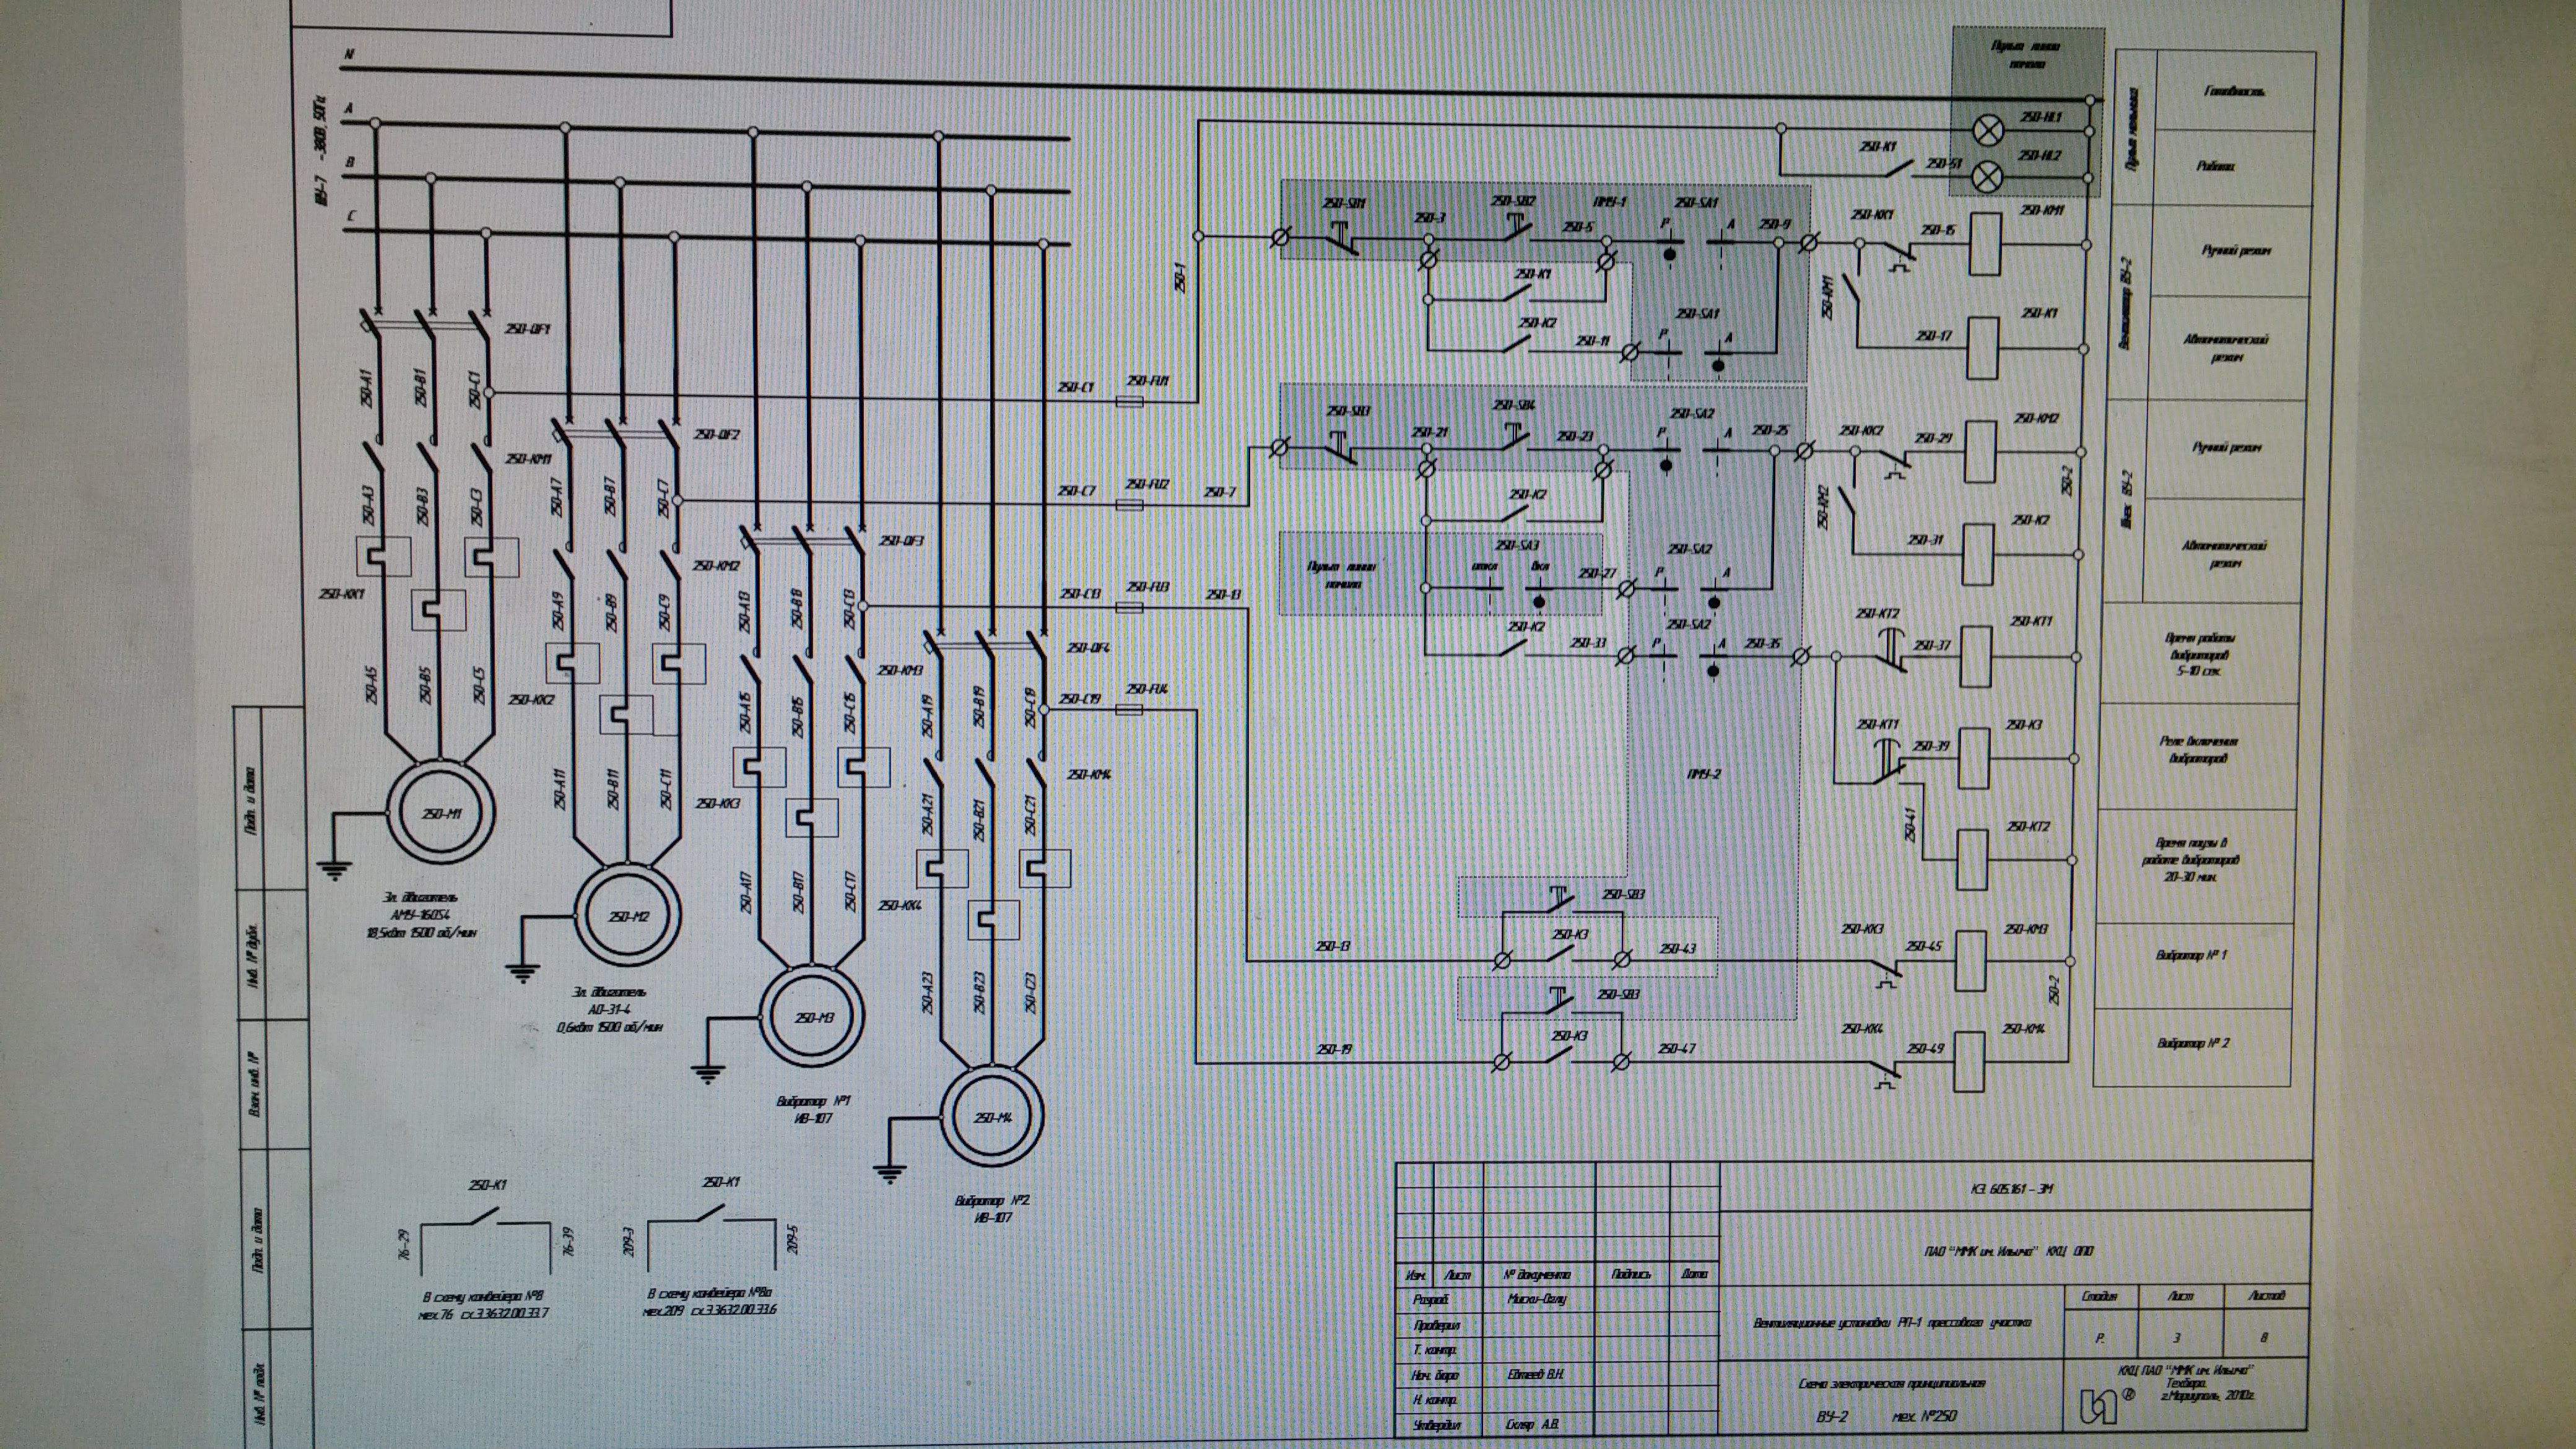 N
A
B
C
ШУ-7 ~380В, 50Гц
250-QF1
250-A1
250-B1
250-C1
250-KM1
250-A3
250-B3
250-C3
250-KK1
250-A5
250-B5
250-C5
250-M1
Эл. двигатель
АМУ-160S4
18,5кВт 1500 об/мин
250-QF2
250-A7
250-B7
250-C7
250-KM2
250-A9
250-B9
250-C9
250-KK2
250-A11
250-B11
250-C11
250-M2
Эл. двигатель
АО-31-4
0,6кВт 1500 об/мин
250-QF3
250-A13
250-C13
250-KM3
250-A15
250-B15
250-C15
250-KK3
250-A17
250-B17
250-C17
250-M3
Вибратор №1
ИВ-107
250-QF4
250-A19
250-B19
250-C19
250-KM4
250-A21
250-B21
250-C21
250-KK4
250-A23
250-B23
250-C23
250-M4
Вибратор №2
ИВ-107
250-C1
250-FU1
250-1
250-C7
250-FU2
250-7
250-C13
250-FU3
250-13
250-C19
250-FU4
Пульт линии
помола
250-HL1
250-K1
250-51
250-HL2
250-SB1
250-3
250-SB2
250-5
ПМУ-1
250-SA1
P
A
250-9
250-KK1
250-15
250-KM1
250-K1
250-K2
250-11
250-SA1
P
A
250-KM1
250-17
250-K1
250-SB3
250-21
250-SB4
250-23
250-SA2
P
A
250-25
250-KK2
250-29
250-KM2
250-K2
250-KM2
250-31
250-K2
250-2
Пульт линии
помола
250-SA3
откл
вкл
250-27
250-SA2
P
A
250-K2
250-33
250-SA2
P
A
250-35
250-KT2
250-37
250-KT1
250-KT1
250-39
250-K3
250-41
250-KT2
ПМУ-2
250-SB3
250-13
250-K3
250-43
250-KK3
250-45
250-KM3
250-SB3
250-19
250-K3
250-47
250-KK4
250-49
250-KM4
250-2
Готовность
Работа
Вентилятор ВУ-2
Ручной режим
Автоматический
режим
Шнек ВУ-2
Ручной режим
Автоматический
режим
Время работы
вибраторов
5-10 сек.
Реле включения
вибраторов
Время паузы в
работе вибраторов
20-30 мин.
Вибратор №1
Вибратор №2
250-K1
76-29
76-39
В схему конвейера №8
мех.76 сх.3.3632.00.33.7
250-K1
209-3
209-5
В схему конвейера №8а
мех.209 сх.3.3632.00.33.6
Подп. и дата
Инв. № дубл.
Взам. инв. №
Подп. и дата
Инв. № подл.
КЭ. 605.161 - ЭМ
ПАО "ММК им. Ильича" ККЦ ОПО
Изм. Лист № документа Подпись Дата
Разраб.
Проверил
Т. контр.
Нач. бюро Евтеев В.Н.
Н. контр.
Утвердил Скляр А.В.
Вентиляционные установки РП-1 прессового участка
Стадия Лист Листов
Р. 3 8
Схема электрическая принципиальная
ВУ-2 мех. №250
ККЦ ПАО "ММК им. Ильича"
Техбюро.
г.Мариуполь, 2010г.